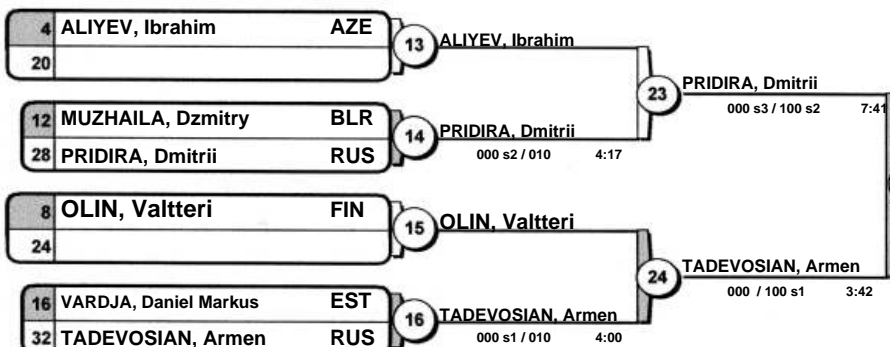 4 ALIYEV, Ibrahim AZE
20
13
ALIYEV, Ibrahim
12 MUZHAILA, Dzmitry BLR
28 PRIDIRA, Dmitrii RUS
14
PRIDIRA, Dmitrii
000 s2 / 010 4:17
23
PRIDIRA, Dmitrii
000 s3 / 100 s2 7:41
8 OLIN, Valtteri FIN
24
15
OLIN, Valtteri
16 VARDJA, Daniel Markus EST
32 TADEVOSIAN, Armen RUS
16
TADEVOSIAN, Armen
000 s1 / 010 4:00
24
TADEVOSIAN, Armen
000 / 100 s1 3:42